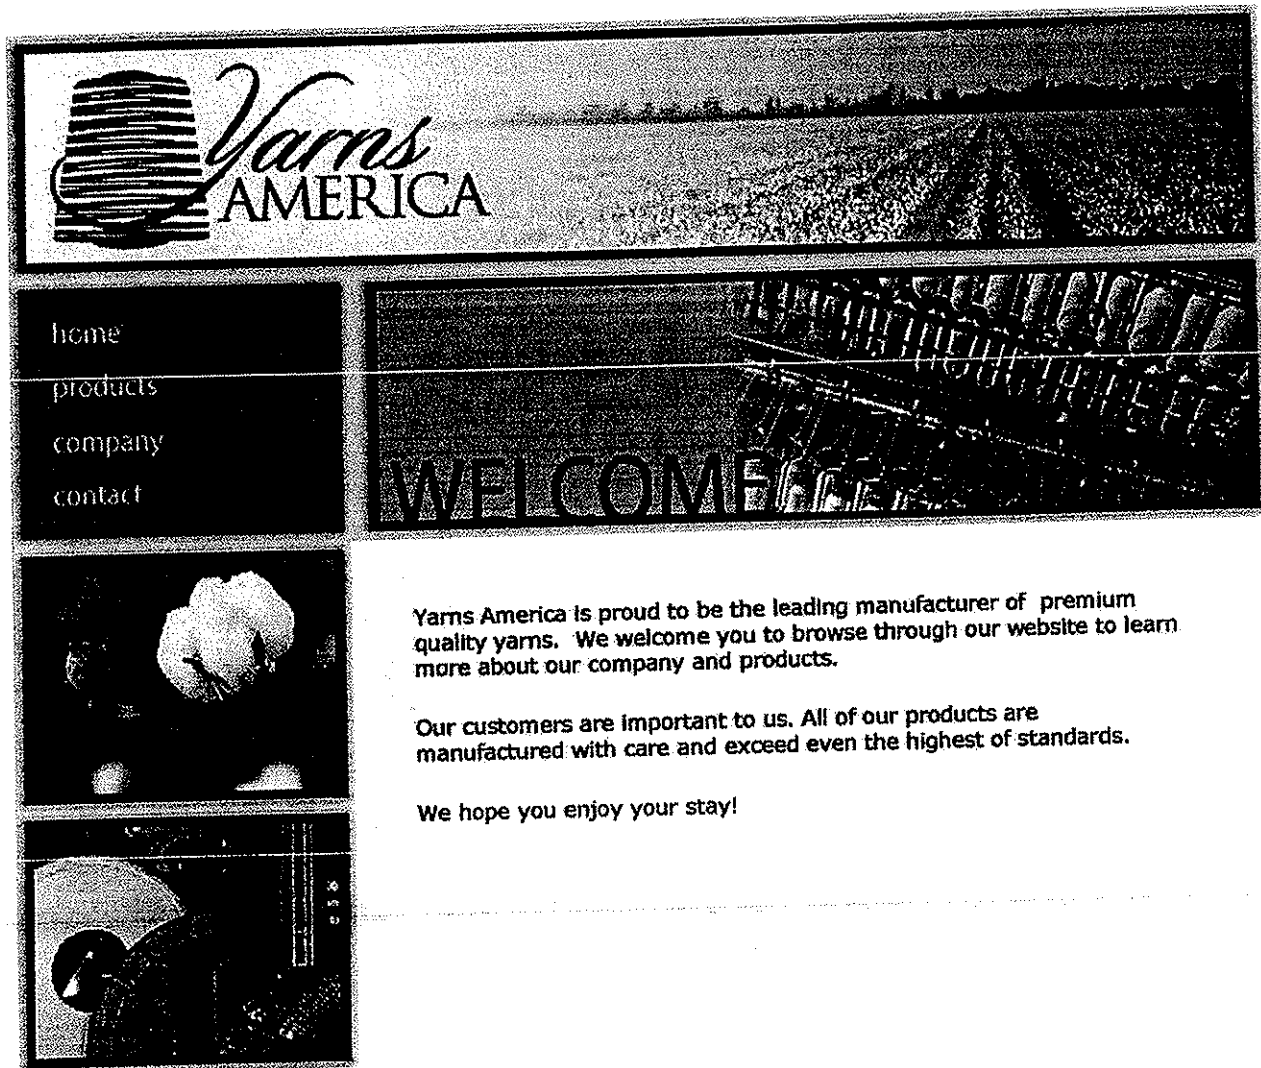 Yarns
AMERICA
home
products
company
contact
WELCOME
Yarns America is proud to be the leading manufacturer of premium
quality yarns. We welcome you to browse through our website to learn
more about our company and products.
Our customers are important to us. All of our products are
manufactured with care and exceed even the highest of standards.
We hope you enjoy your stay!